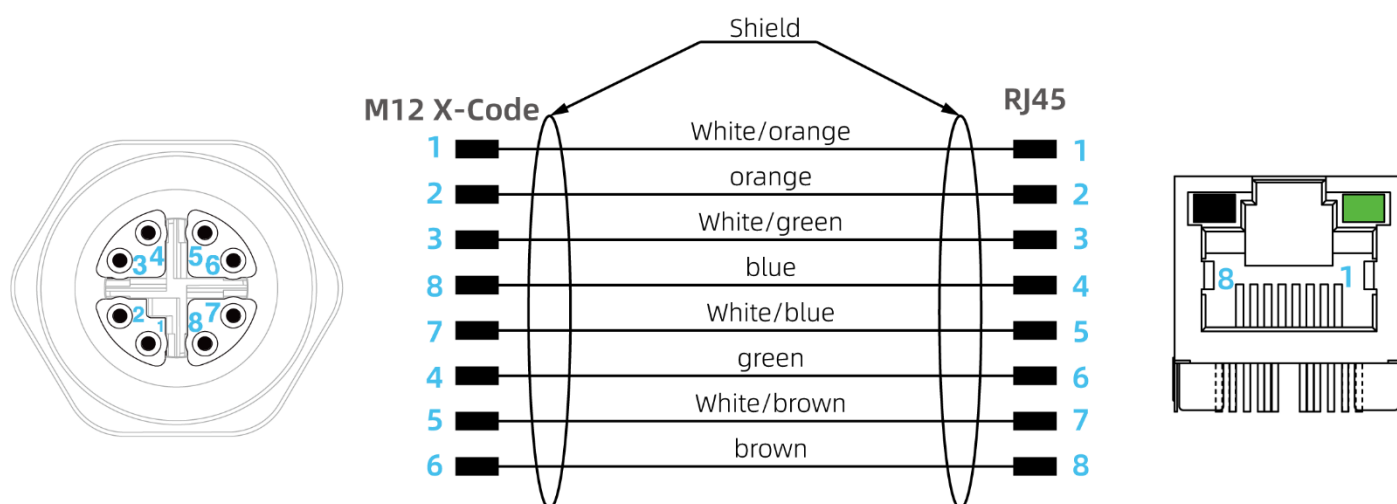 Shield
M12 X-Code
RJ45
1 White/orange 1
2 orange 2
3 White/green 3
8 blue 4
7 White/blue 5
4 green 6
5 White/brown 7
6 brown 8
4 5
3 6
2 7
1 8
8 1